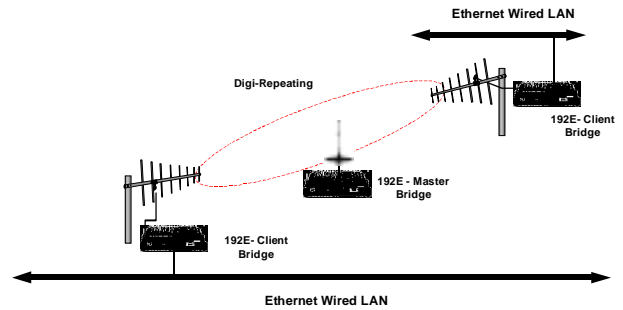 Ethernet Wired LAN
Digi-Repeating
192E- Client
Bridge
192E - Master
Bridge
192E- Client
Bridge
Ethernet Wired LAN